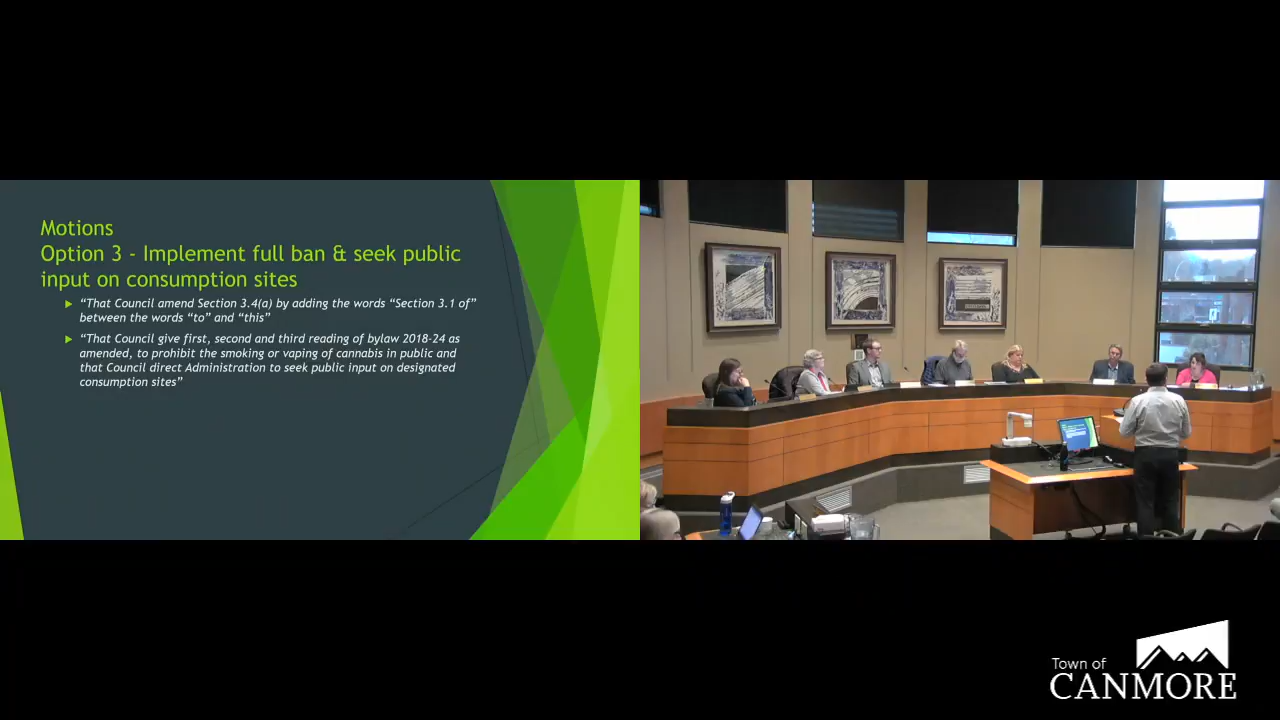 Motions
Option 3 - Implement full ban & seek public
input on consumption sites
“That Council amend Section 3.4(a) by adding the words “Section 3.1 of”
between the words “to” and “this”
“That Council give first, second and third reading of bylaw 2018-24 as
amended, to prohibit the smoking or vaping of cannabis in public and
that Council direct Administration to seek public input on designated
consumption sites”
Town of
CANMORE